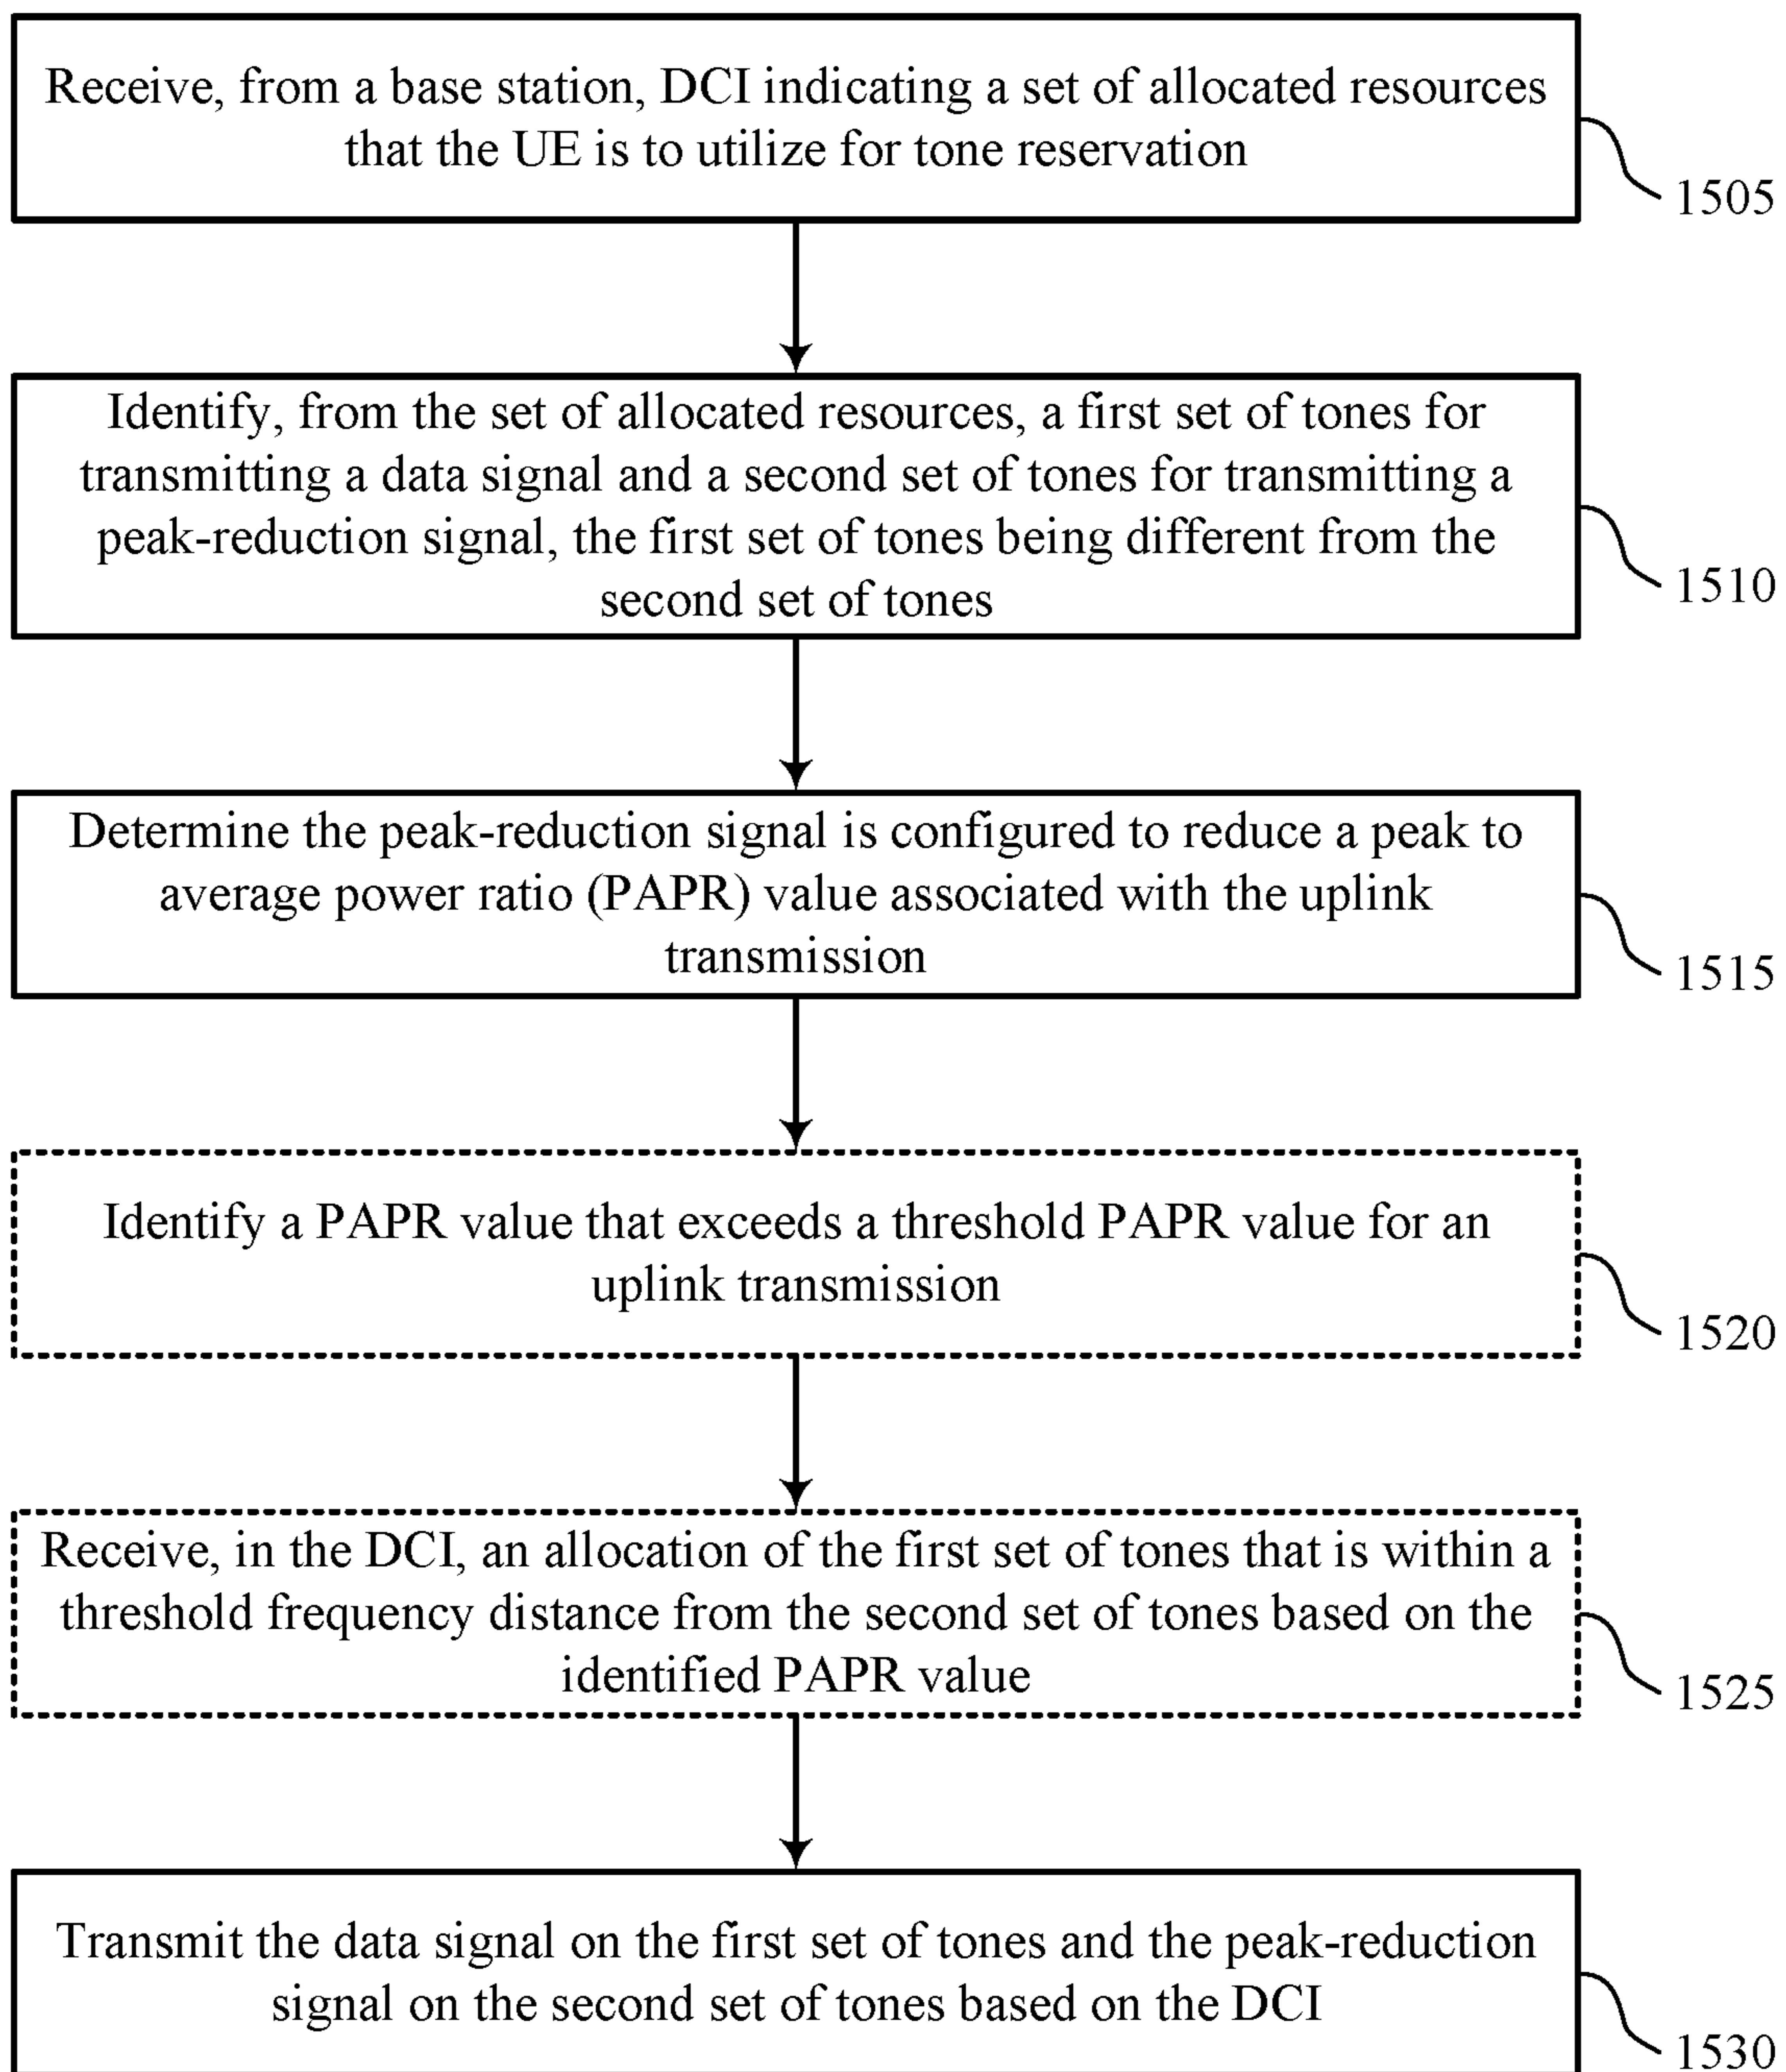 Receive, from a base station, DCI indicating a set of allocated resources
that the UE is to utilize for tone reservation
1505
Identify, from the set of allocated resources, a first set of tones for
transmitting a data signal and a second set of tones for transmitting a
peak-reduction signal, the first set of tones being different from the
second set of tones
1510
Determine the peak-reduction signal is configured to reduce a peak to
average power ratio (PAPR) value associated with the uplink
transmission
1515
Identify a PAPR value that exceeds a threshold PAPR value for an
uplink transmission
1520
Receive, in the DCI, an allocation of the first set of tones that is within a
threshold frequency distance from the second set of tones based on the
identified PAPR value
1525
Transmit the data signal on the first set of tones and the peak-reduction
signal on the second set of tones based on the DCI
1530